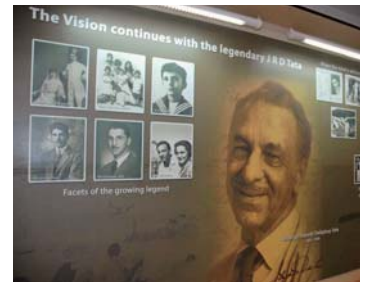 The Vision continues with the legendary J R D Tata
Facets of the growing legend